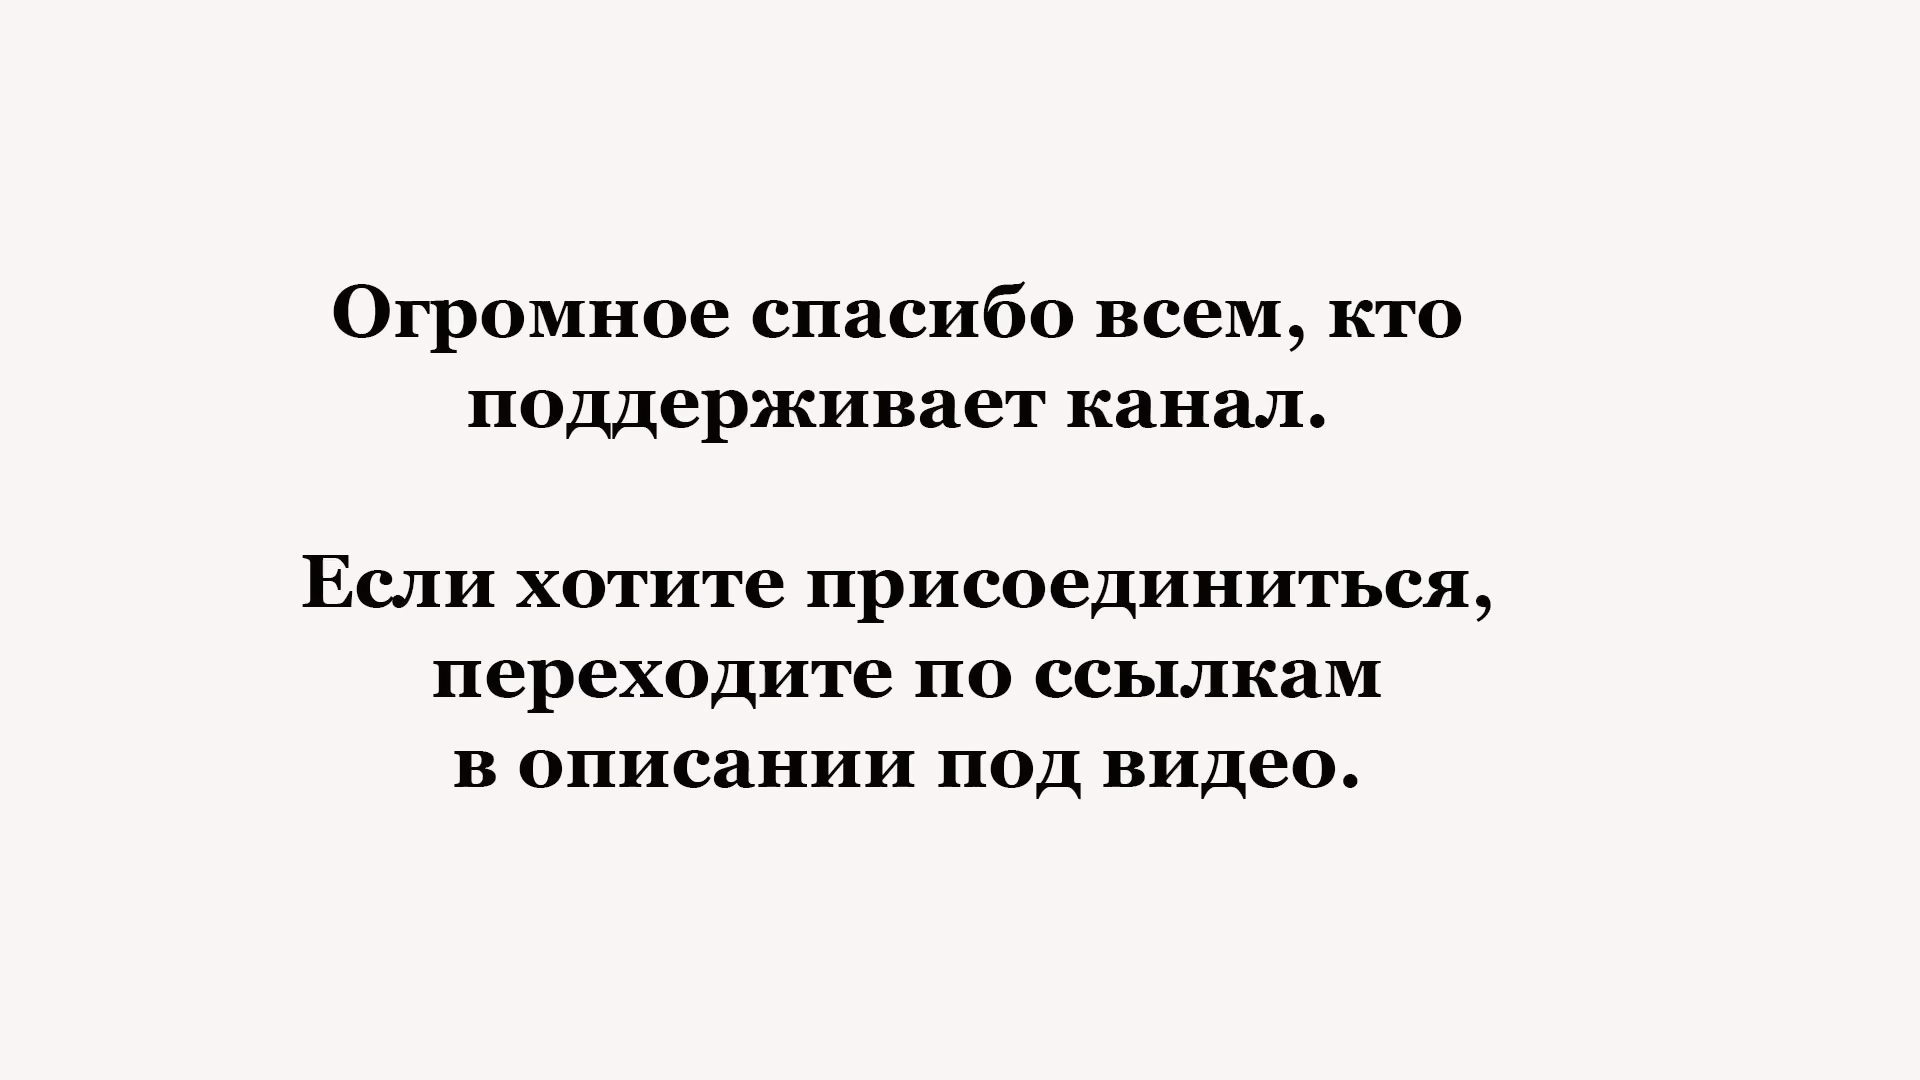 Огромное спасибо всем, кто
поддерживает канал.
Если хотите присоединиться,
переходите по ссылкам
в описании под видео.